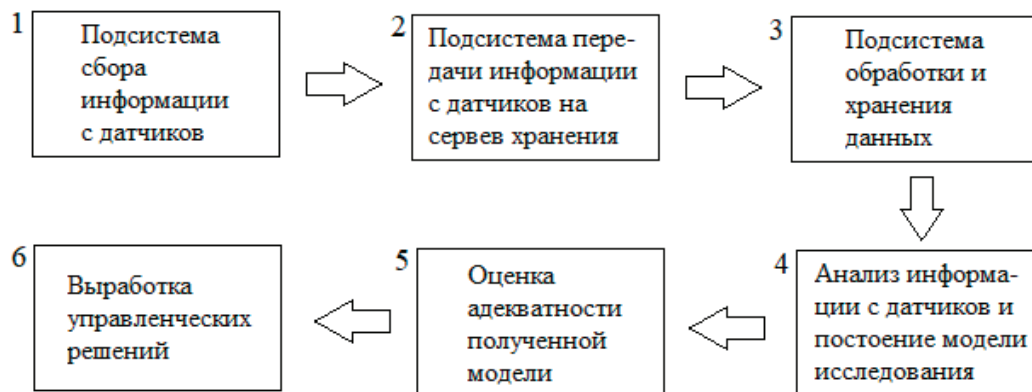 1
Подсистема
сбора
информации
с датчиков
2
Подсистема пере-
дачи информации
с датчиков на
сервев хранения
3
Подсистема
обработки и
хранения
данных
4
Анализ информа-
ции с датчиков и
постоение модели
исследования
5
Оценка
адекватности
полученной
модели
6
Выработка
управленческих
решений